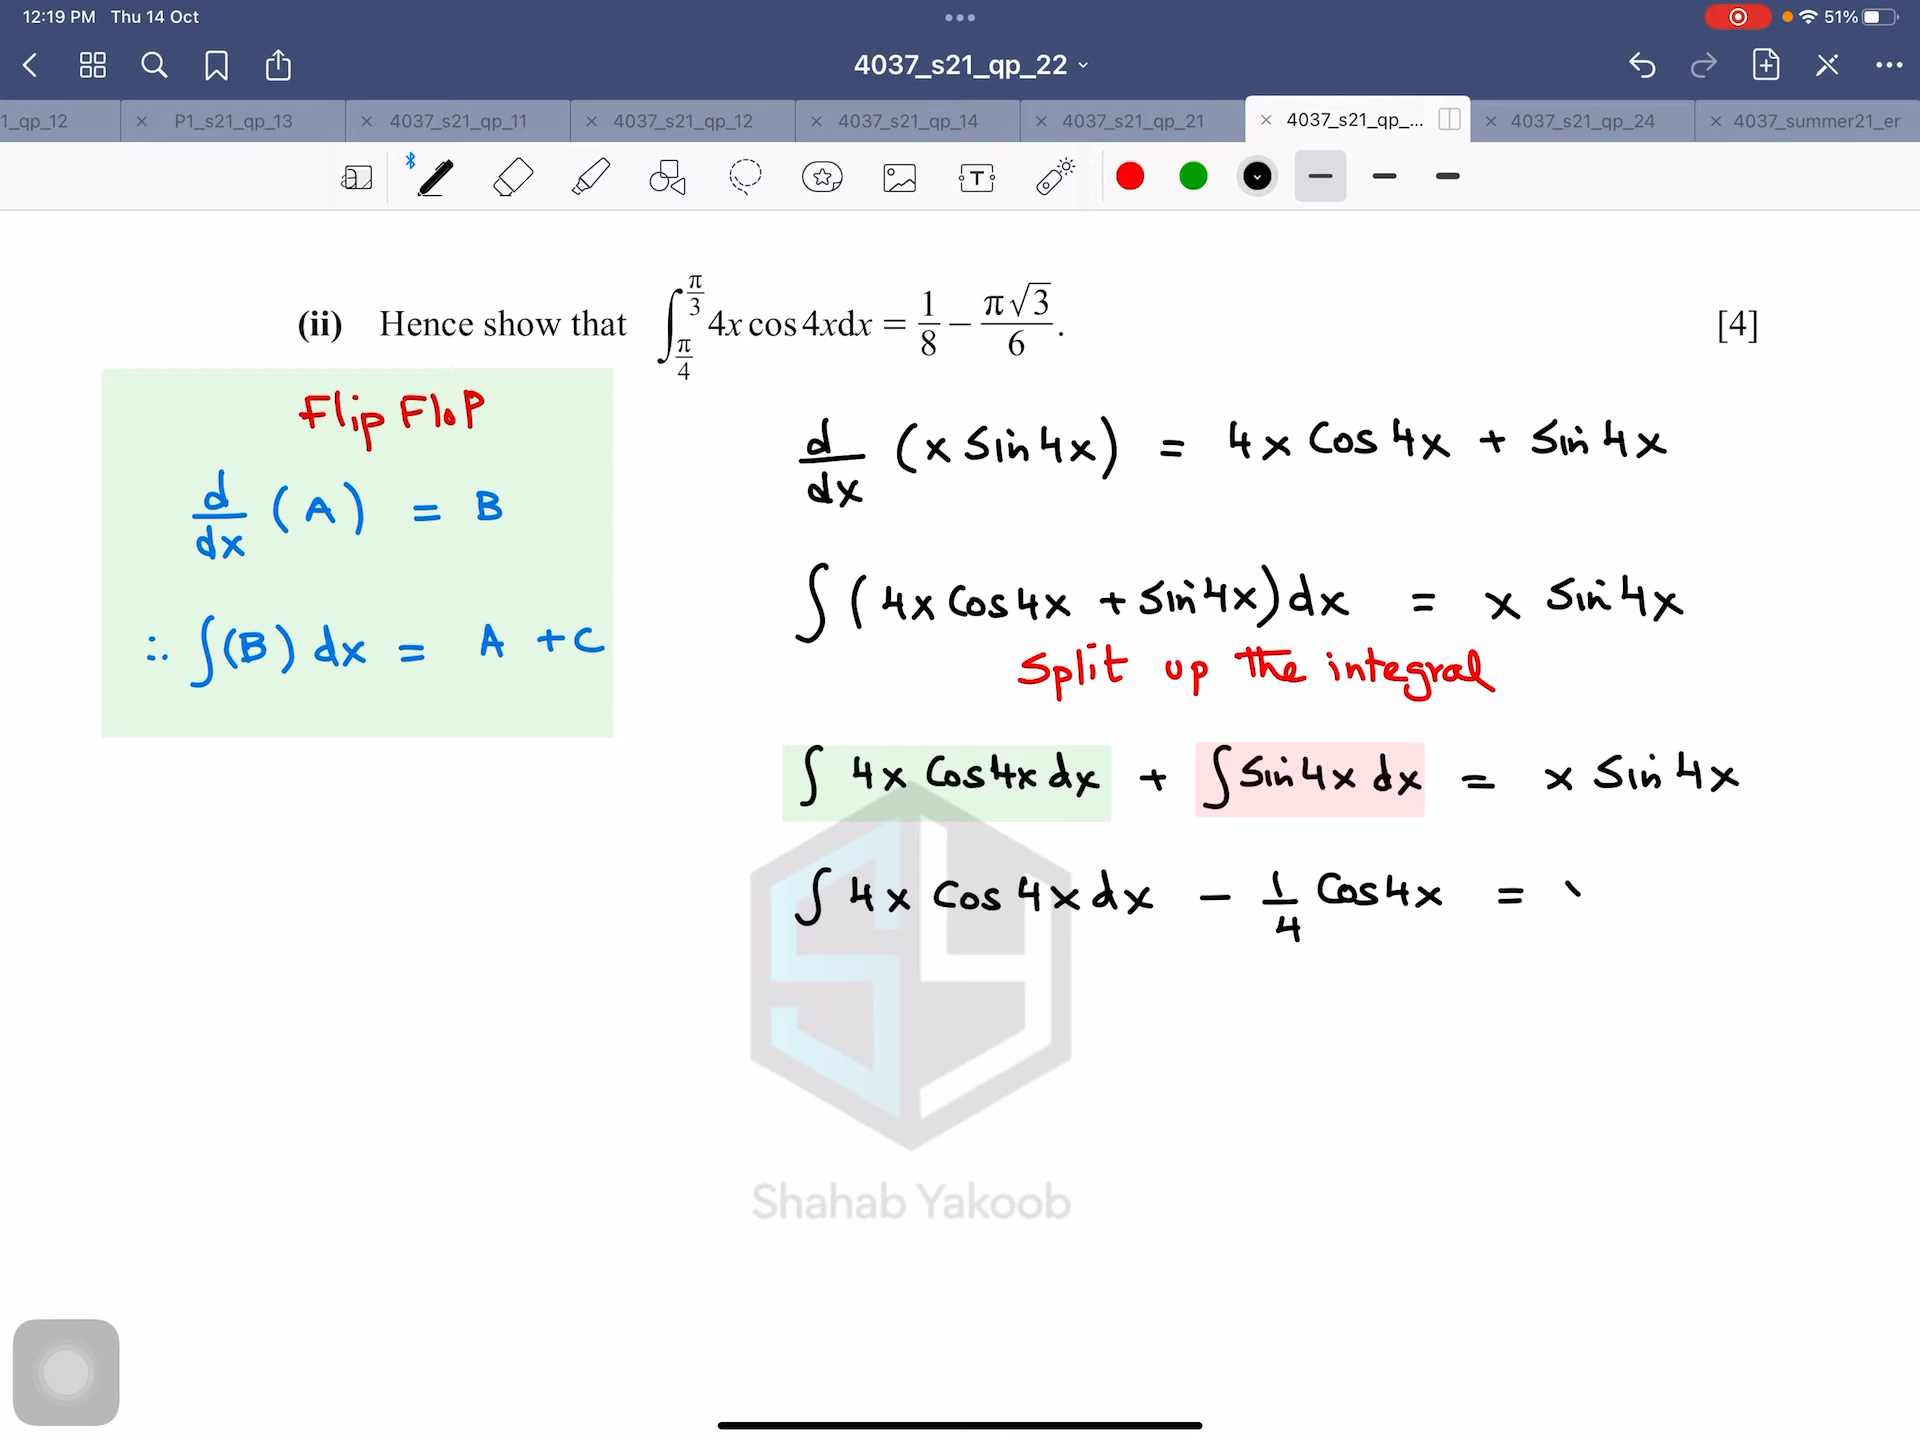 12:19 PM Thu 14 Oct
51%
4037_s21_qp_22
1_qp_12
P1_s21_qp_13
4037_s21_qp_11
4037_s21_qp_12
4037_s21_qp_14
4037_s21_qp_21
4037_s21_qp_...
4037_s21_qp_24
4037_summer21_er
(ii) Hence show that ∫_{π/4}^{π/3} 4x cos 4x dx = 1/8 − π√3/6. [4]
Flip Flop
d/dx (A) = B
∴ ∫(B) dx = A + C
d/dx (x Sin 4x) = 4x Cos 4x + Sin 4x
∫(4x Cos 4x + Sin 4x) dx = x Sin 4x
Split up the integral
∫ 4x Cos 4x dx + ∫ Sin 4x dx = x Sin 4x
∫ 4x Cos 4x dx − 1/4 Cos 4x =
Shahab Yakoob